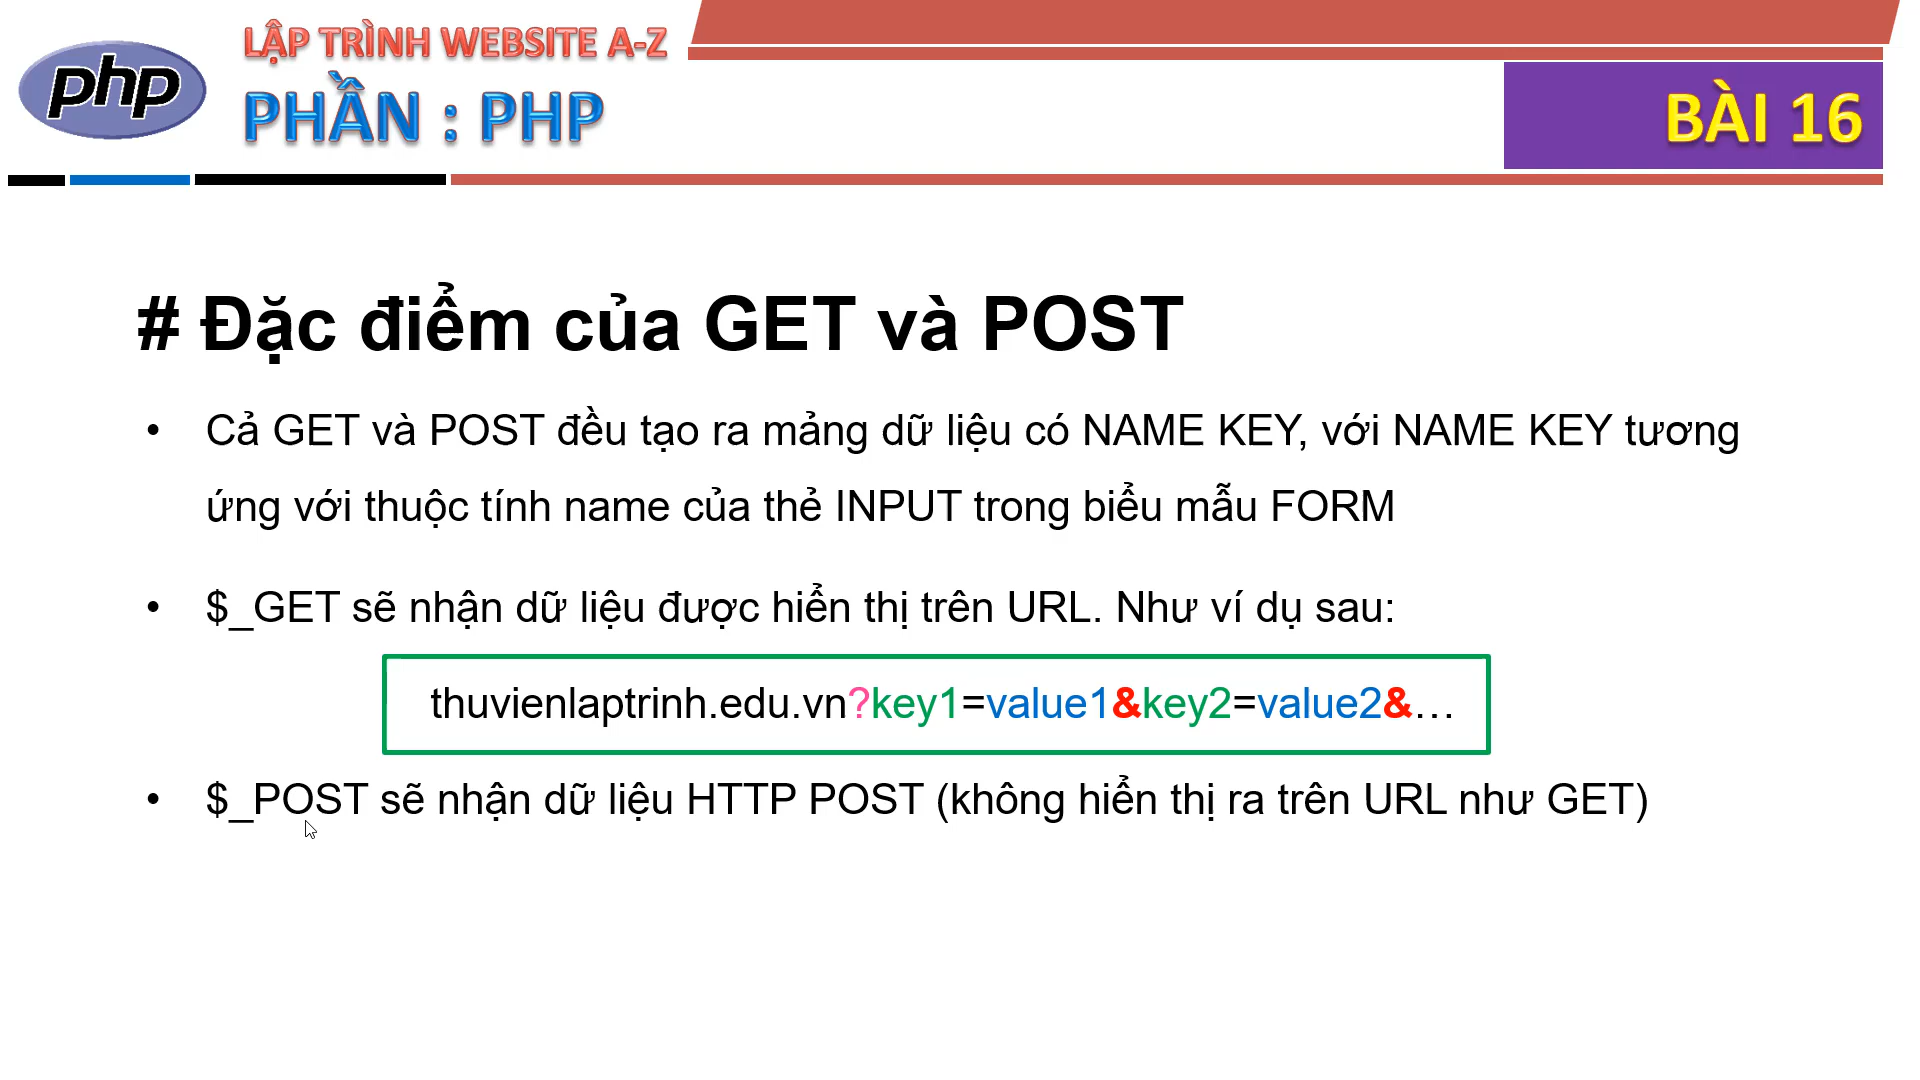 php
LẬP TRÌNH WEBSITE A-Z
PHẦN : PHP
BÀI 16
# Đặc điểm của GET và POST
• Cả GET và POST đều tạo ra mảng dữ liệu có NAME KEY, với NAME KEY tương
ứng với thuộc tính name của thẻ INPUT trong biểu mẫu FORM
• $_GET sẽ nhận dữ liệu được hiển thị trên URL. Như ví dụ sau:
thuvienlaptrinh.edu.vn?key1=value1&key2=value2&…
• $_POST sẽ nhận dữ liệu HTTP POST (không hiển thị ra trên URL như GET)